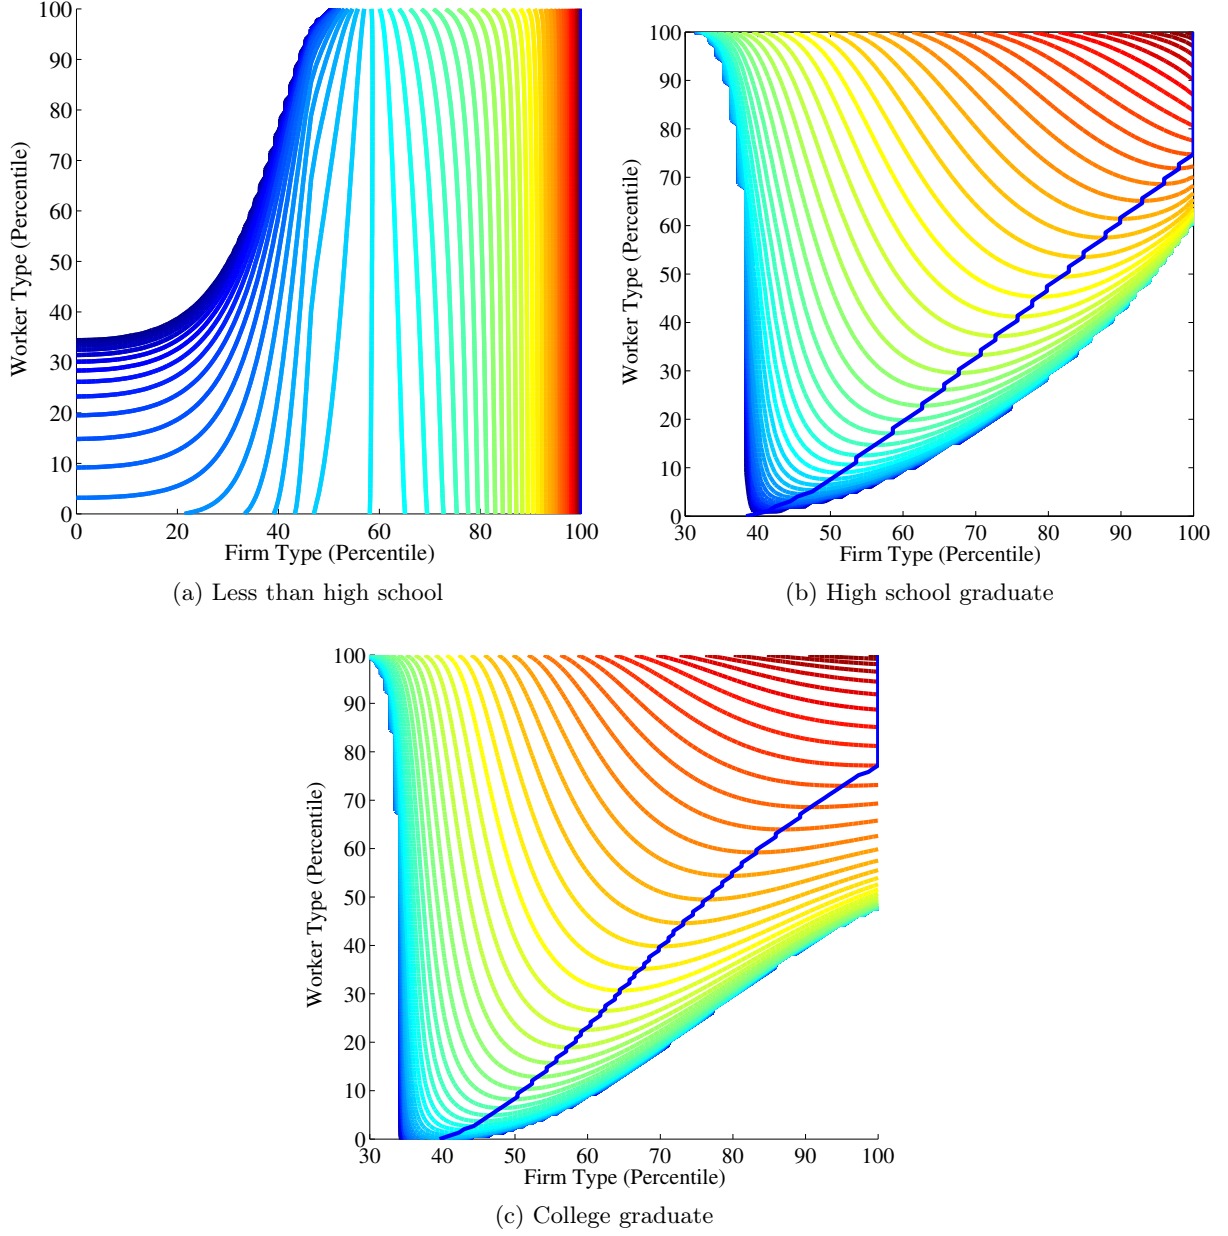 100
90
80
70
60
50
40
30
20
10
0
Worker Type (Percentile)
0 20 40 60 80 100
Firm Type (Percentile)
(a) Less than high school
100
90
80
70
60
50
40
30
20
10
0
Worker Type (Percentile)
30 40 50 60 70 80 90 100
Firm Type (Percentile)
(b) High school graduate
100
90
80
70
60
50
40
30
20
10
0
Worker Type (Percentile)
30 40 50 60 70 80 90 100
Firm Type (Percentile)
(c) College graduate